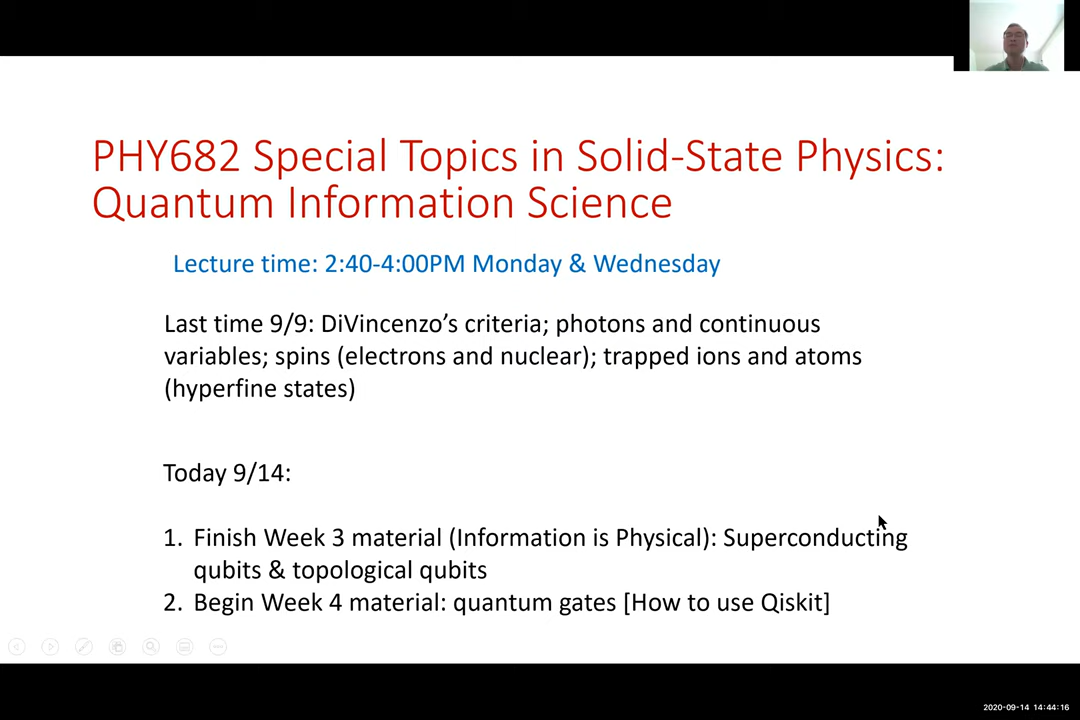 PHY682 Special Topics in Solid-State Physics:
Quantum Information Science
Lecture time: 2:40-4:00PM Monday & Wednesday
Last time 9/9: DiVincenzo’s criteria; photons and continuous
variables; spins (electrons and nuclear); trapped ions and atoms
(hyperfine states)
Today 9/14:
1. Finish Week 3 material (Information is Physical): Superconducting
qubits & topological qubits
2. Begin Week 4 material: quantum gates [How to use Qiskit]
2020-09-14 14:44:16